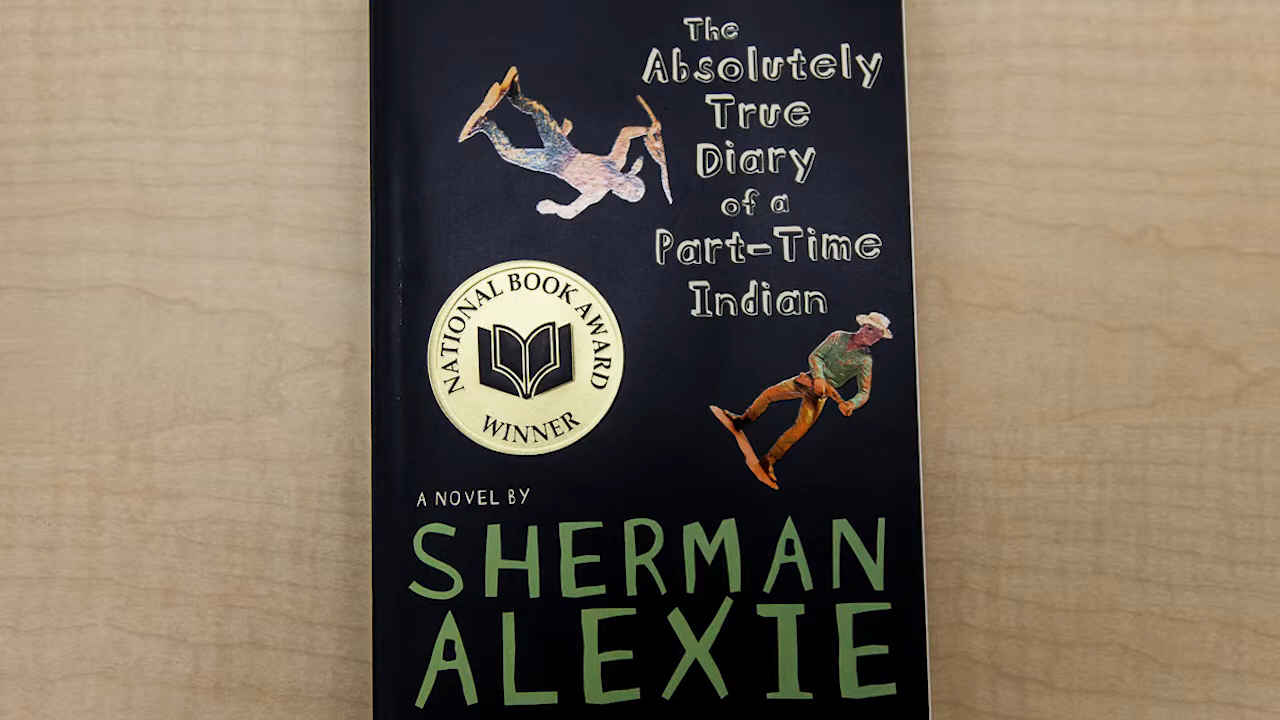 The
Absolutely
True
Diary
of a
Part-Time
Indian
NATIONAL BOOK AWARD
WINNER
A NOVEL BY
SHERMAN
ALEXIE